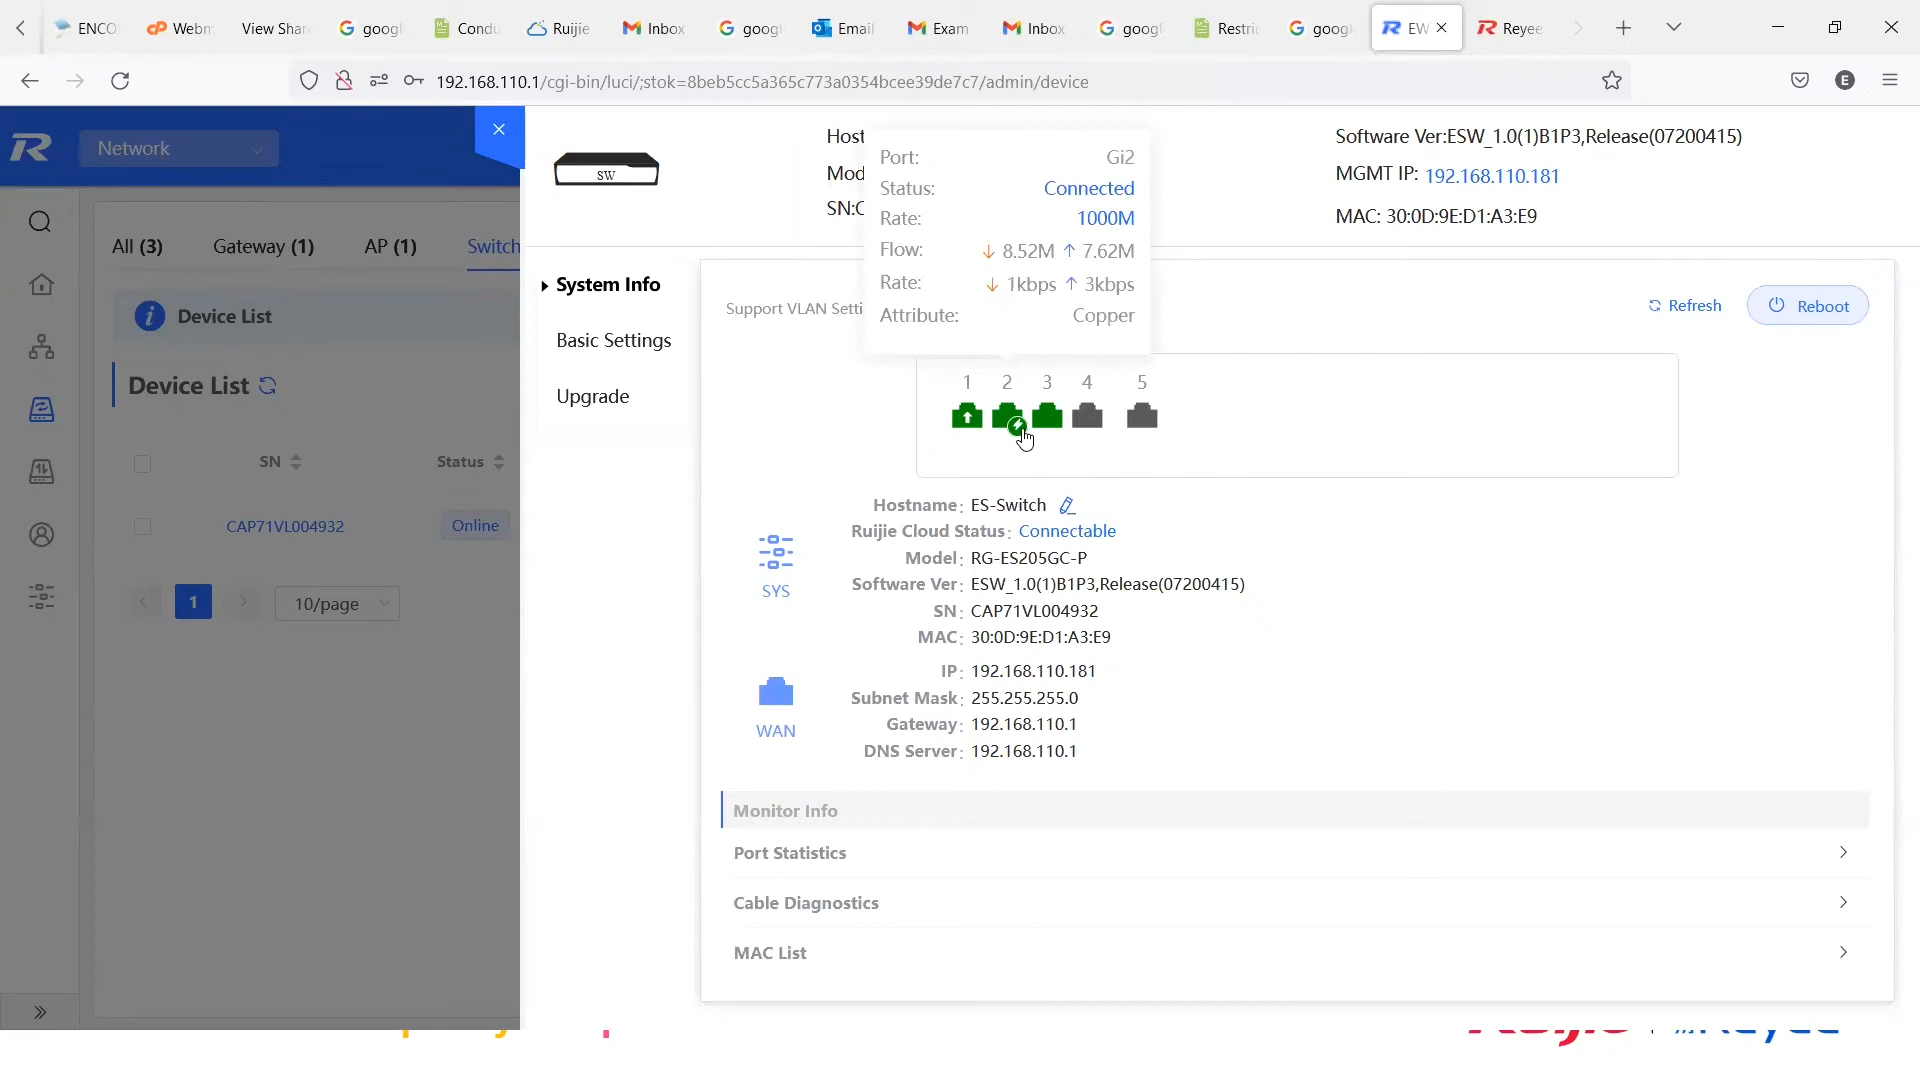 ENCO Webm View Shar googl Condu Ruijie Inbox googl Email Exam Inbox googl Restric googl EW Reyee
192.168.110.1/cgi-bin/luci/;stok=8beb5cc5a365c773a0354bcee39de7c7/admin/device
E
Network
SW
Host
Mod
SN:C
Software Ver:ESW_1.0(1)B1P3,Release(07200415)
MGMT IP: 192.168.110.181
MAC: 30:0D:9E:D1:A3:E9
Port: Gi2
Status: Connected
Rate: 1000M
Flow: ↓ 8.52M ↑ 7.62M
Rate: ↓ 1kbps ↑ 3kbps
Attribute: Copper
All (3) Gateway (1) AP (1) Switch
Device List
Device List
SN Status
CAP71VL004932 Online
1 10/page
System Info
Basic Settings
Upgrade
Support VLAN Setti
Refresh Reboot
1 2 3 4 5
Hostname: ES-Switch
Ruijie Cloud Status: Connectable
Model: RG-ES205GC-P
Software Ver: ESW_1.0(1)B1P3,Release(07200415)
SN: CAP71VL004932
MAC: 30:0D:9E:D1:A3:E9
SYS
IP: 192.168.110.181
Subnet Mask: 255.255.255.0
Gateway: 192.168.110.1
DNS Server: 192.168.110.1
WAN
Monitor Info
Port Statistics
Cable Diagnostics
MAC List